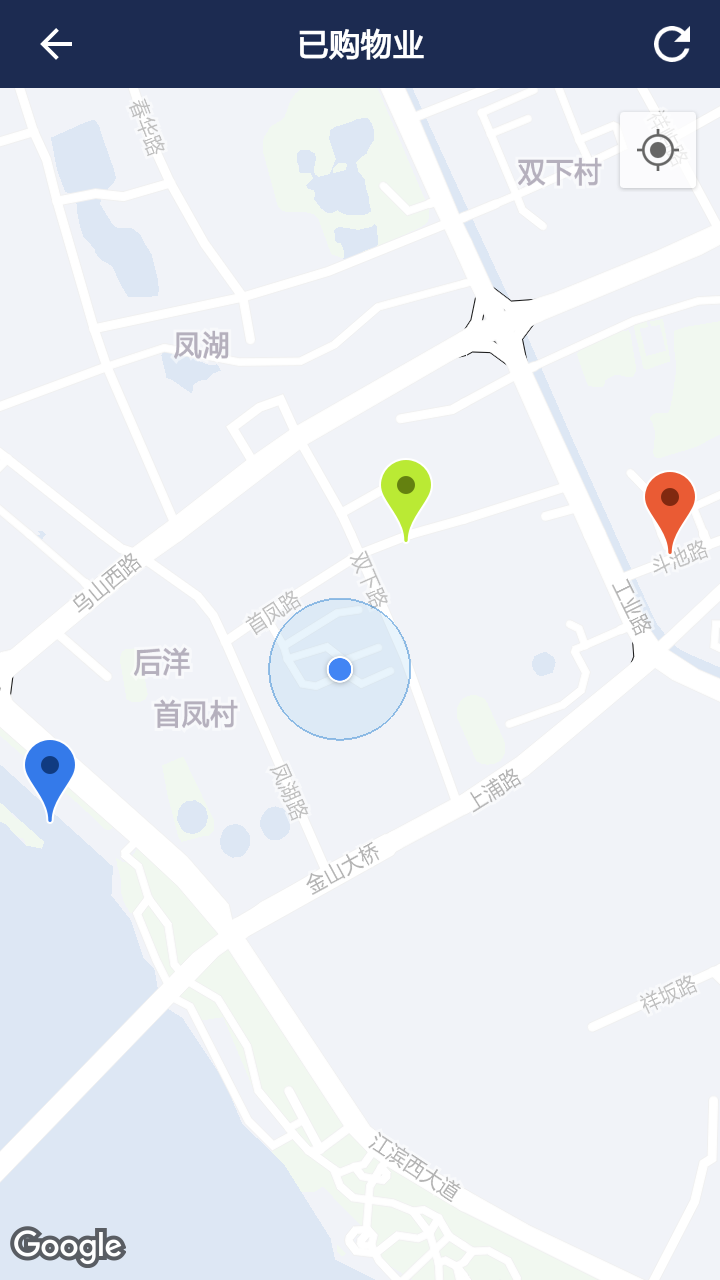 已购物业
春华路
双下村
凤湖
乌山西路
双下路
斗池路
首凤路
工业路
后洋
首凤村
凤湖路
上浦路
金山大桥
祥坂路
江滨西大道
Google